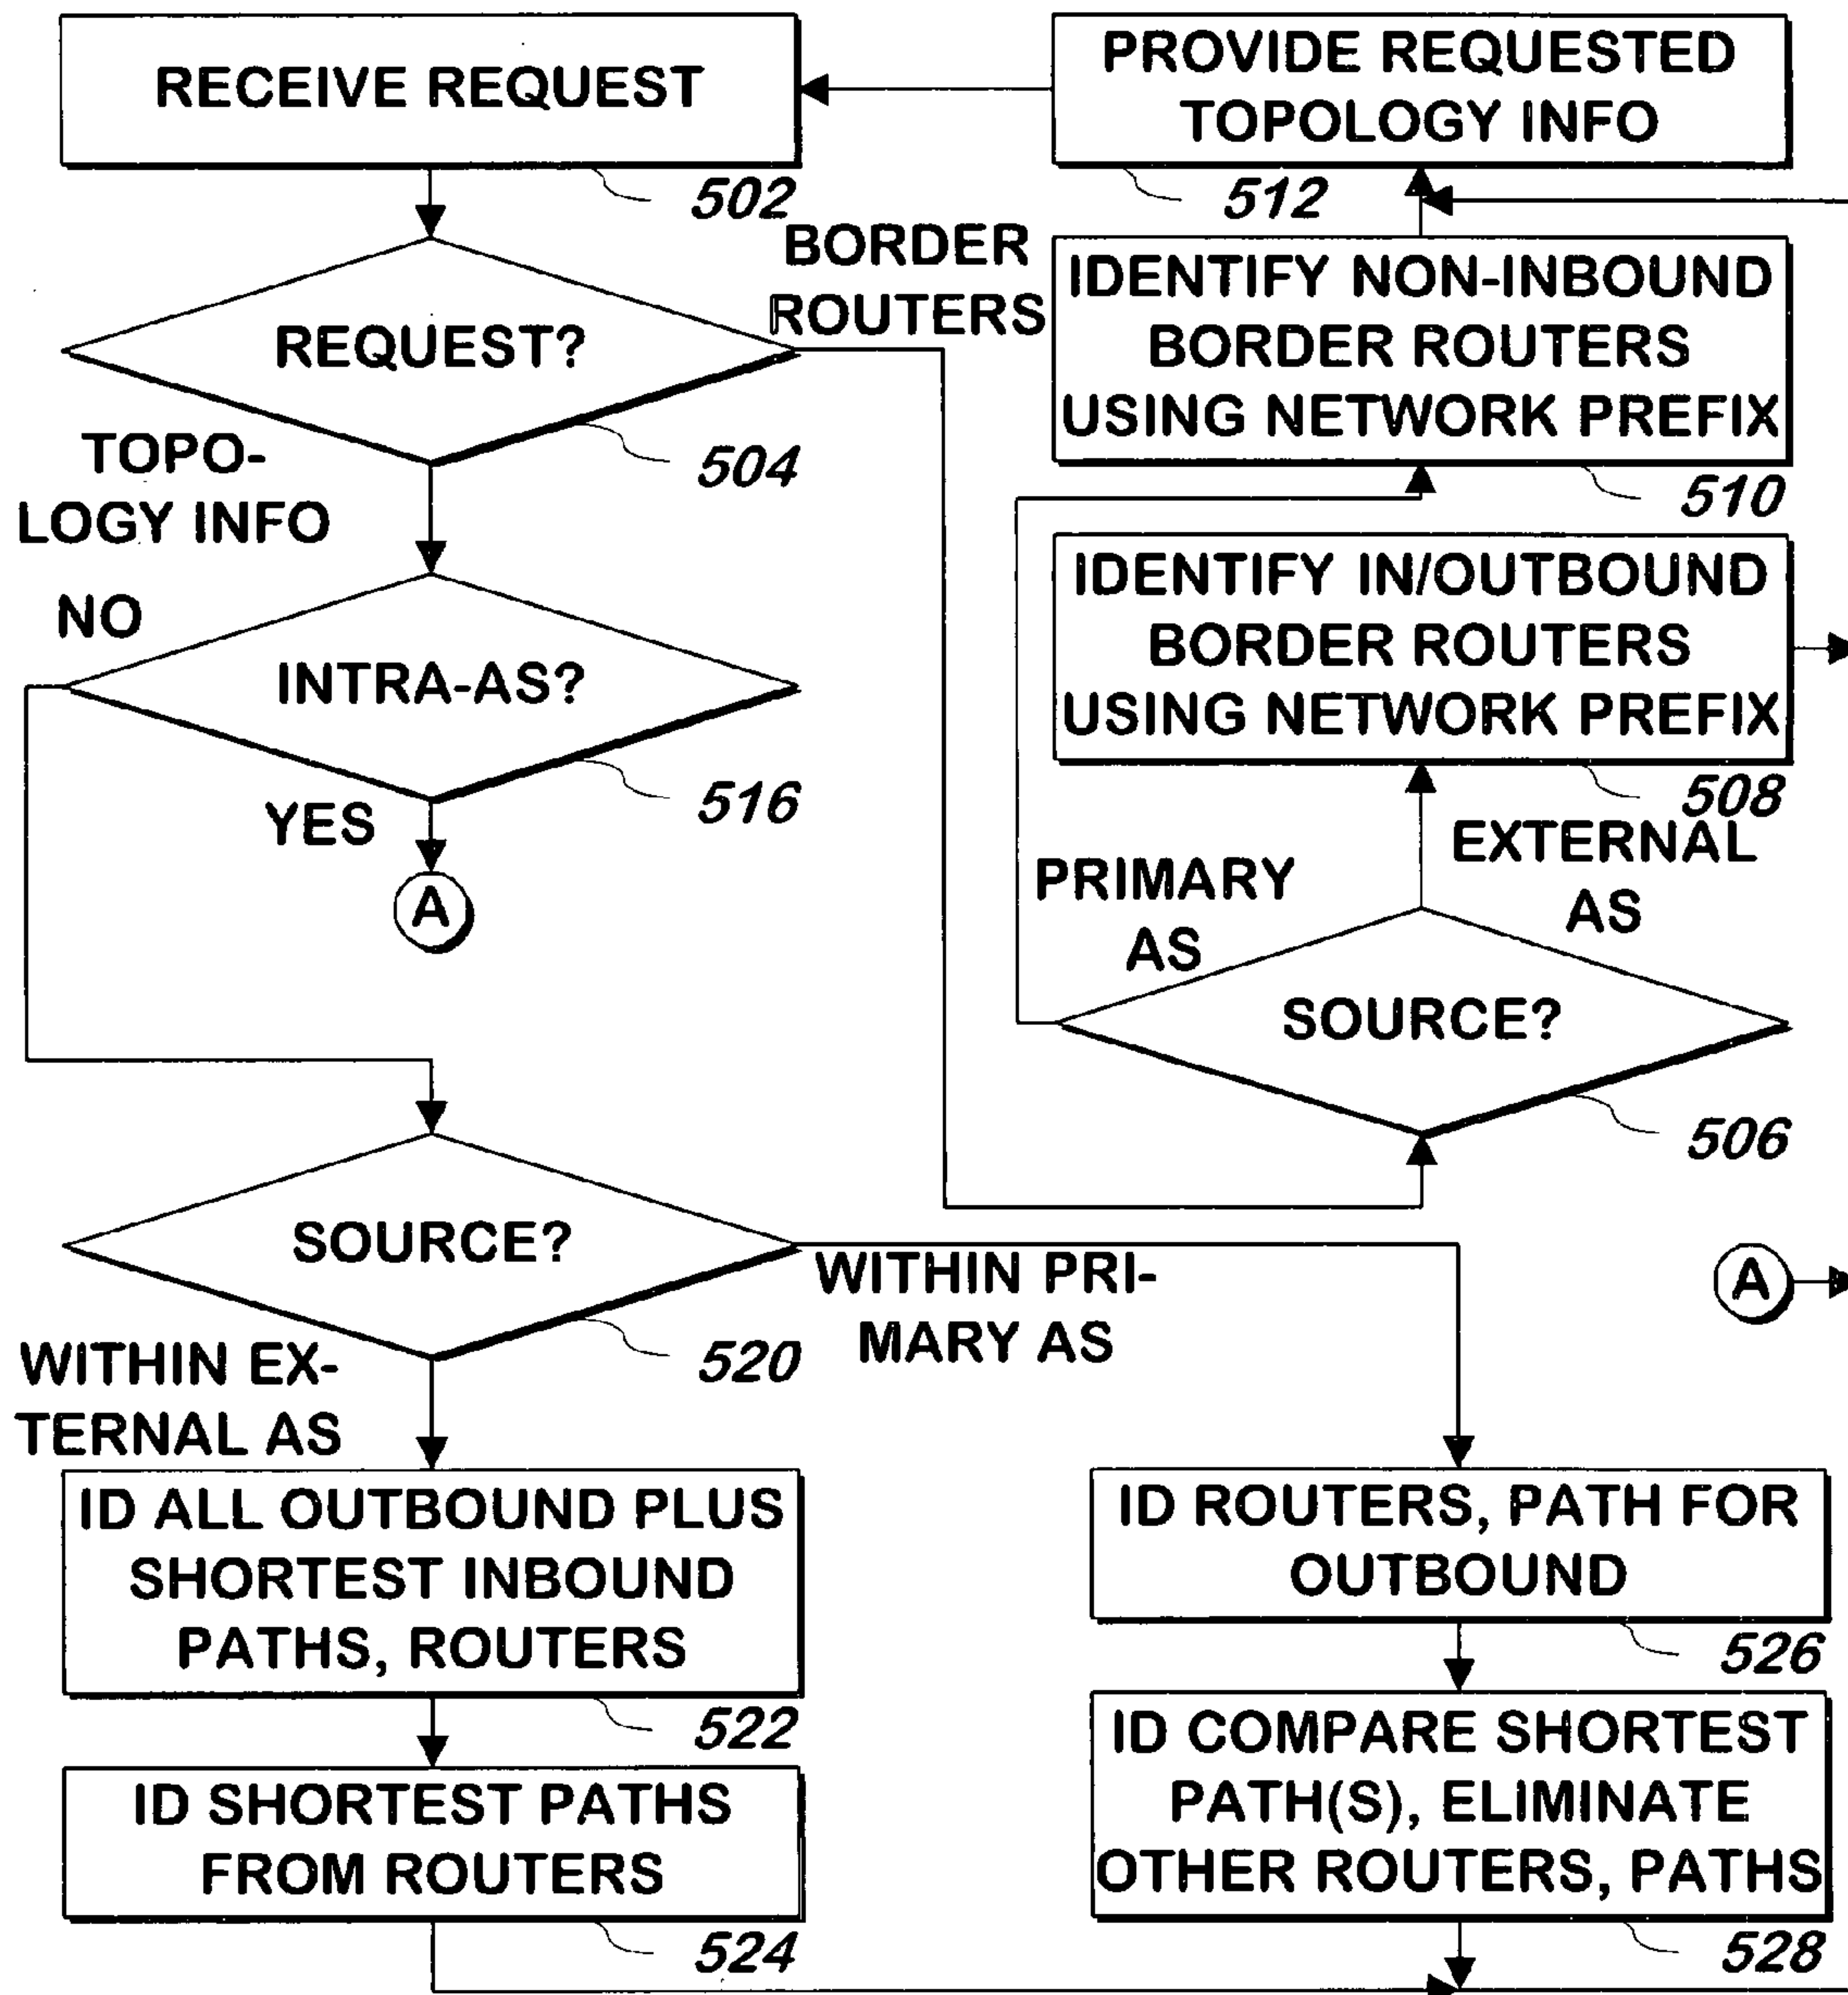 RECEIVE REQUEST
502
PROVIDE REQUESTED
TOPOLOGY INFO
512
REQUEST?
504
BORDER
ROUTERS
TOPO-
LOGY INFO
IDENTIFY NON-INBOUND
BORDER ROUTERS
USING NETWORK PREFIX
510
IDENTIFY IN/OUTBOUND
BORDER ROUTERS
USING NETWORK PREFIX
508
NO
INTRA-AS?
516
YES
A
PRIMARY
AS
EXTERNAL
AS
SOURCE?
506
SOURCE?
520
WITHIN PRI-
MARY AS
A
WITHIN EX-
TERNAL AS
ID ALL OUTBOUND PLUS
SHORTEST INBOUND
PATHS, ROUTERS
522
ID SHORTEST PATHS
FROM ROUTERS
524
ID ROUTERS, PATH FOR
OUTBOUND
526
ID COMPARE SHORTEST
PATH(S), ELIMINATE
OTHER ROUTERS, PATHS
528